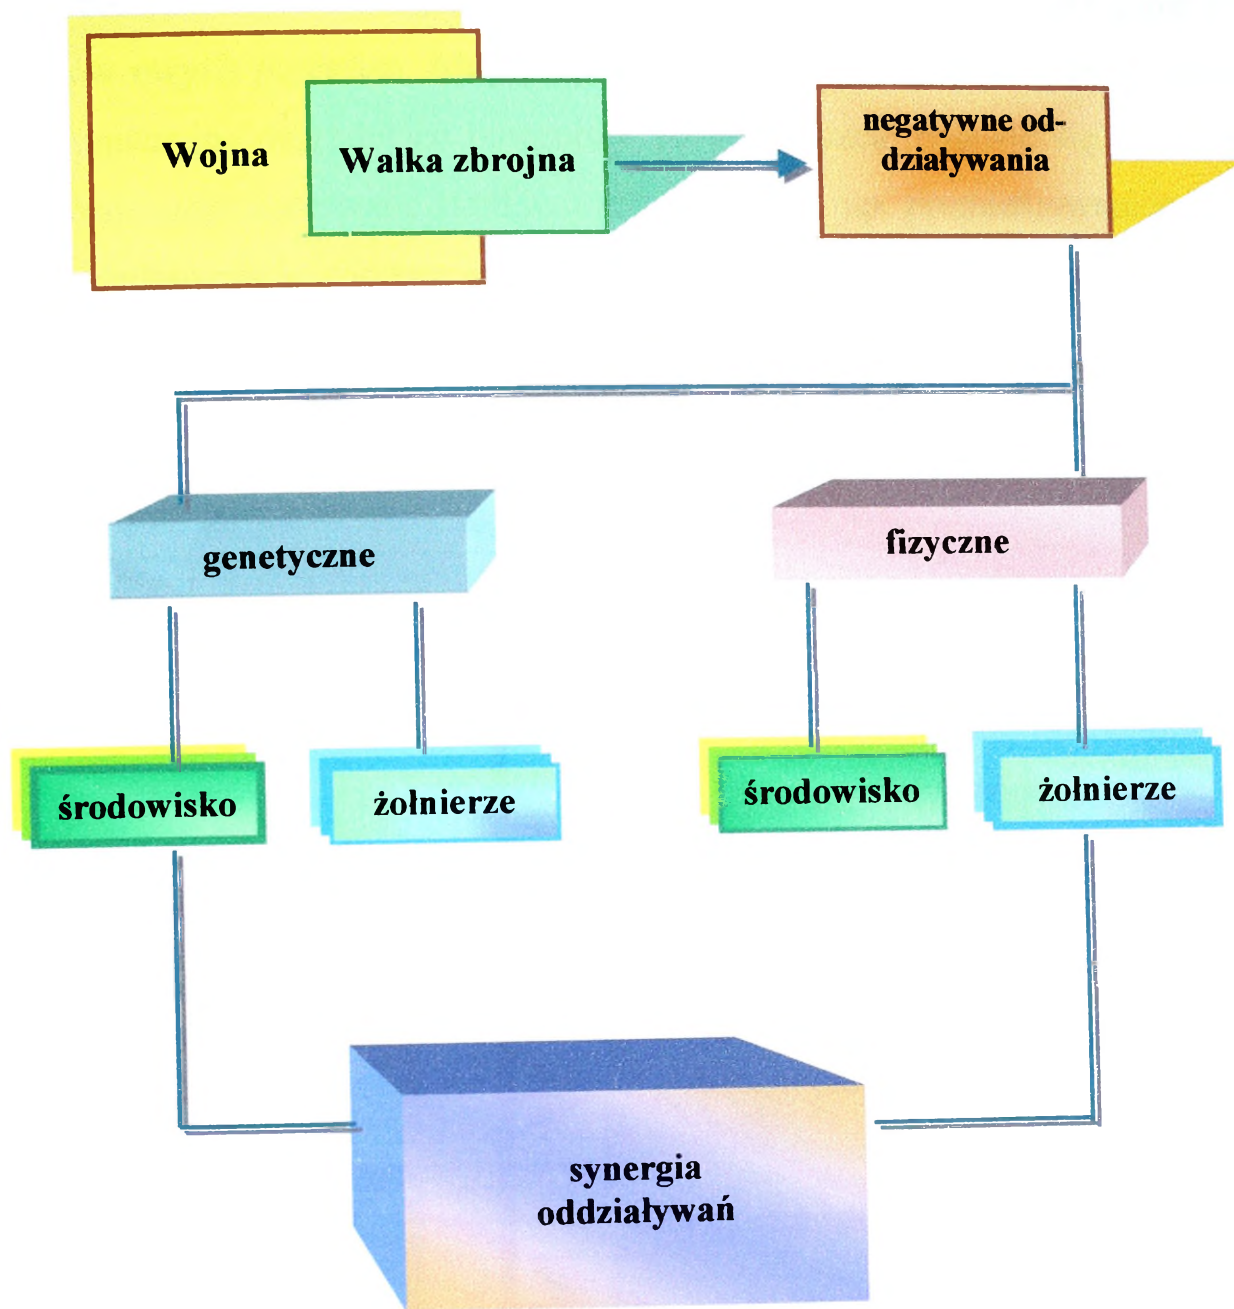 Wojna
Walka zbrojna
negatywne od-
działywania
genetyczne
fizyczne
środowisko
żołnierze
środowisko
żołnierze
synergia
oddziaływań